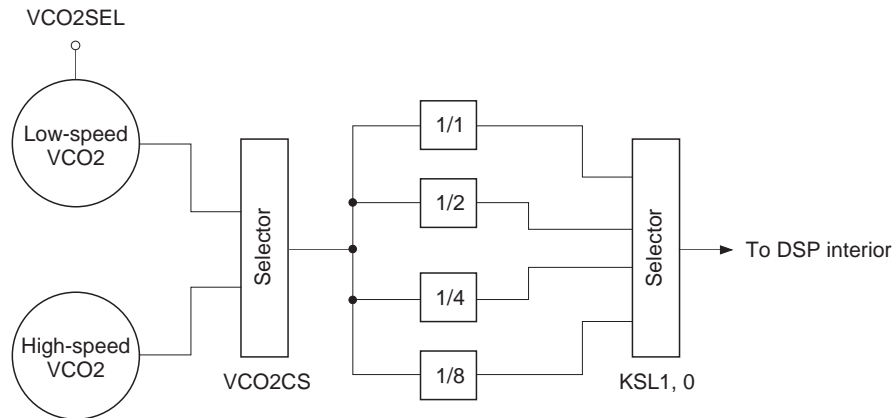 VCO2SEL
Low-speed
VCO2
High-speed
VCO2
Selector
VCO2CS
1/1
1/2
1/4
1/8
Selector
KSL1, 0
To DSP interior